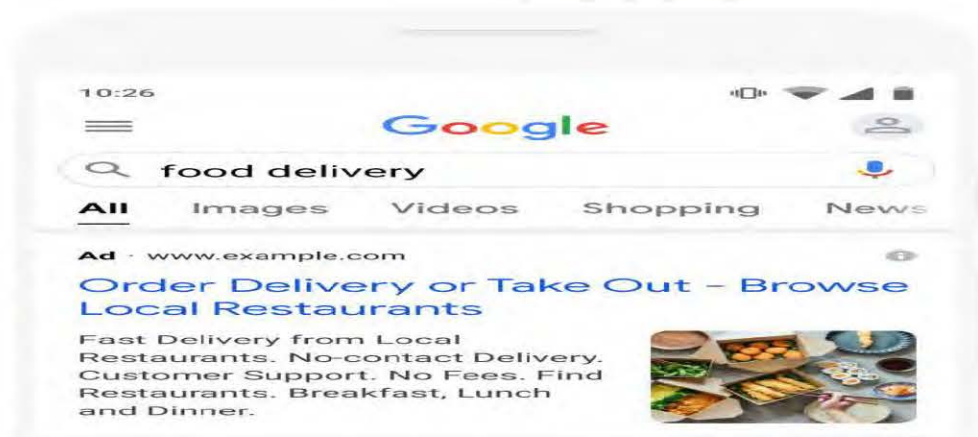 10:26
Google
food delivery
All Images Videos Shopping News
Ad · www.example.com
Order Delivery or Take Out – Browse
Local Restaurants
Fast Delivery from Local
Restaurants. No-contact Delivery.
Customer Support. No Fees. Find
Restaurants. Breakfast, Lunch
and Dinner.